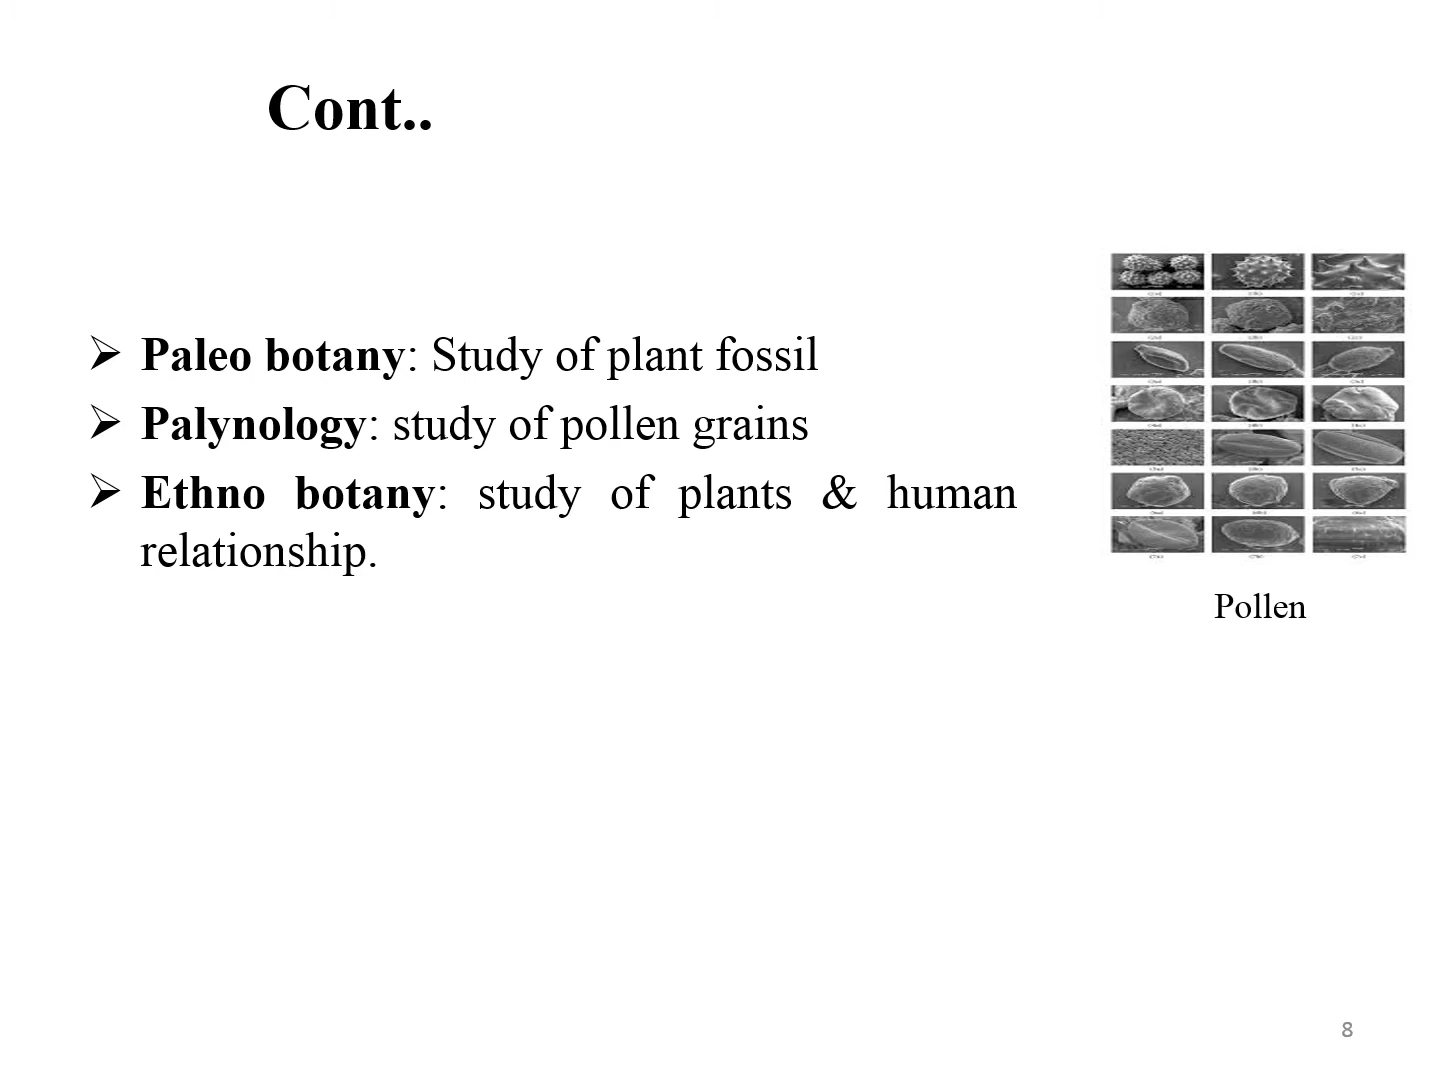 Cont..
➢ Paleo botany: Study of plant fossil
➢ Palynology: study of pollen grains
➢ Ethno botany: study of plants & human
relationship.
Pollen
8